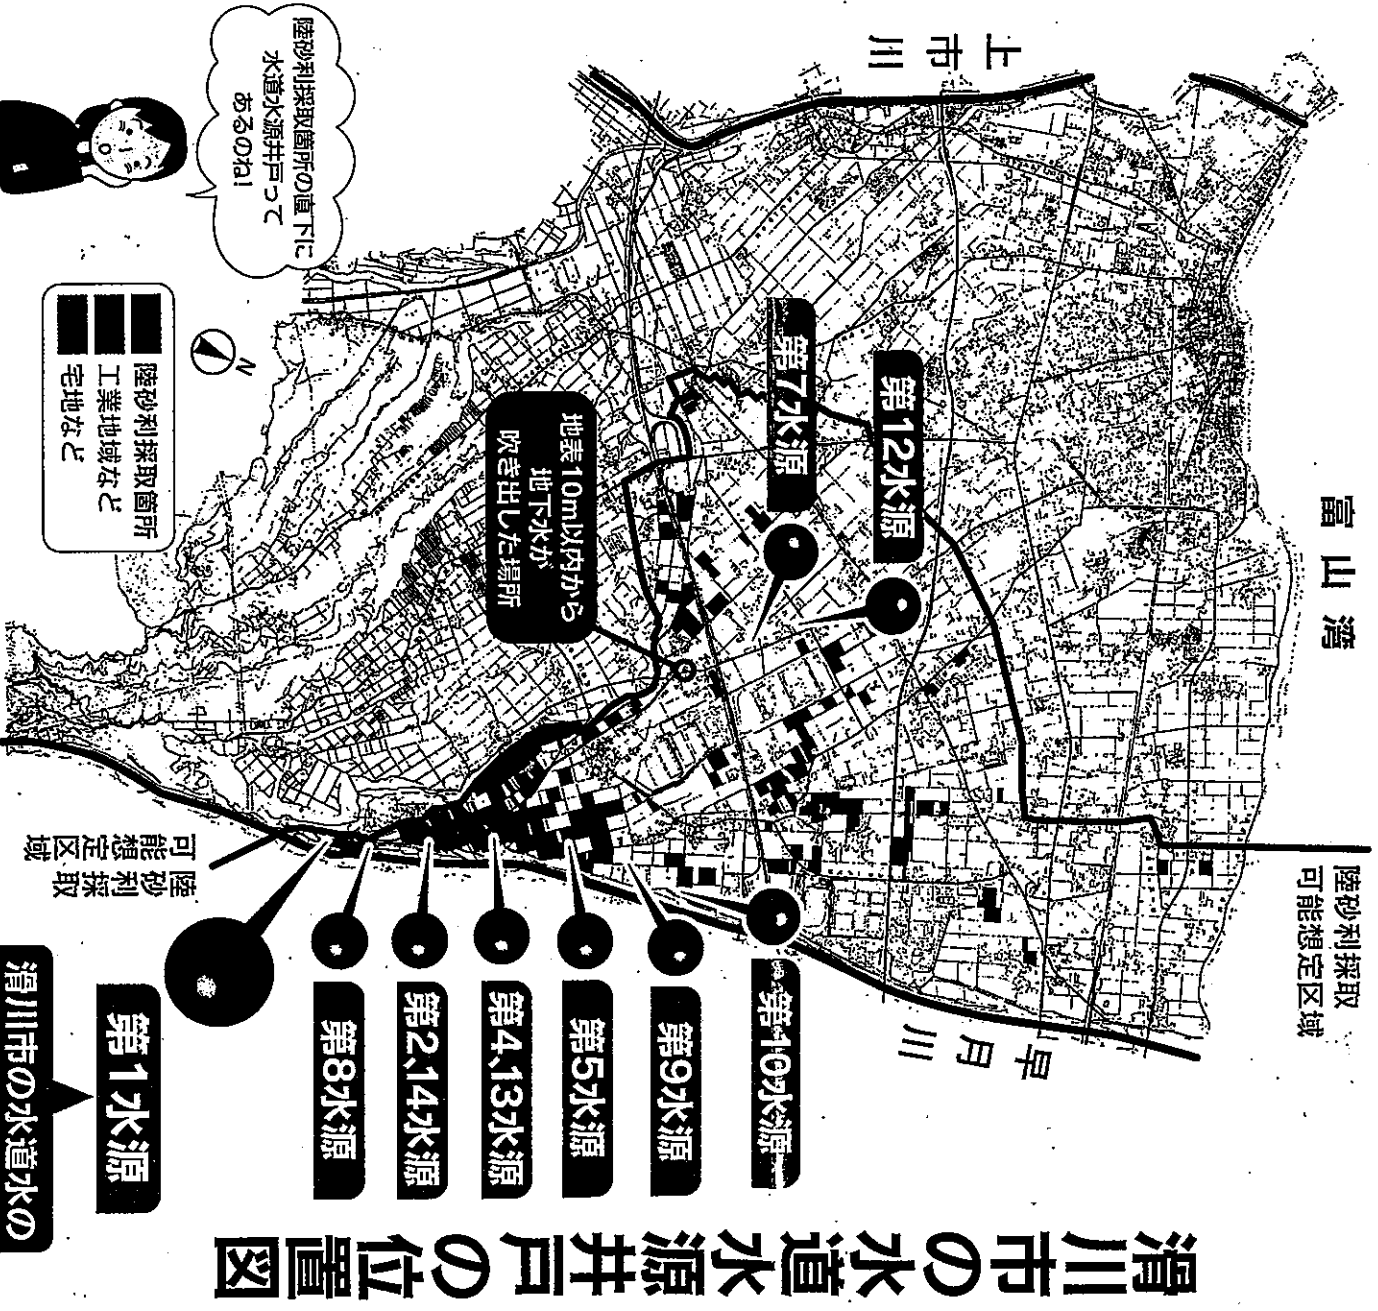 滑川市の水道水源井戸の位置図
富山湾
上市川
早月川
陸砂利採取
可能想定区域
第12水源
第7水源
第10水源
第9水源
第5水源
第4,13水源
第2,14水源
第8水源
第1水源
滑川市の水道水の
地表10m以内から
地下水が
吹き出した場所
陸砂利採取
可能想定区域
N
陸砂利採取箇所
工業地域など
宅地など
陸砂利採取箇所の直下に
水道水源井戸って
あるのね!